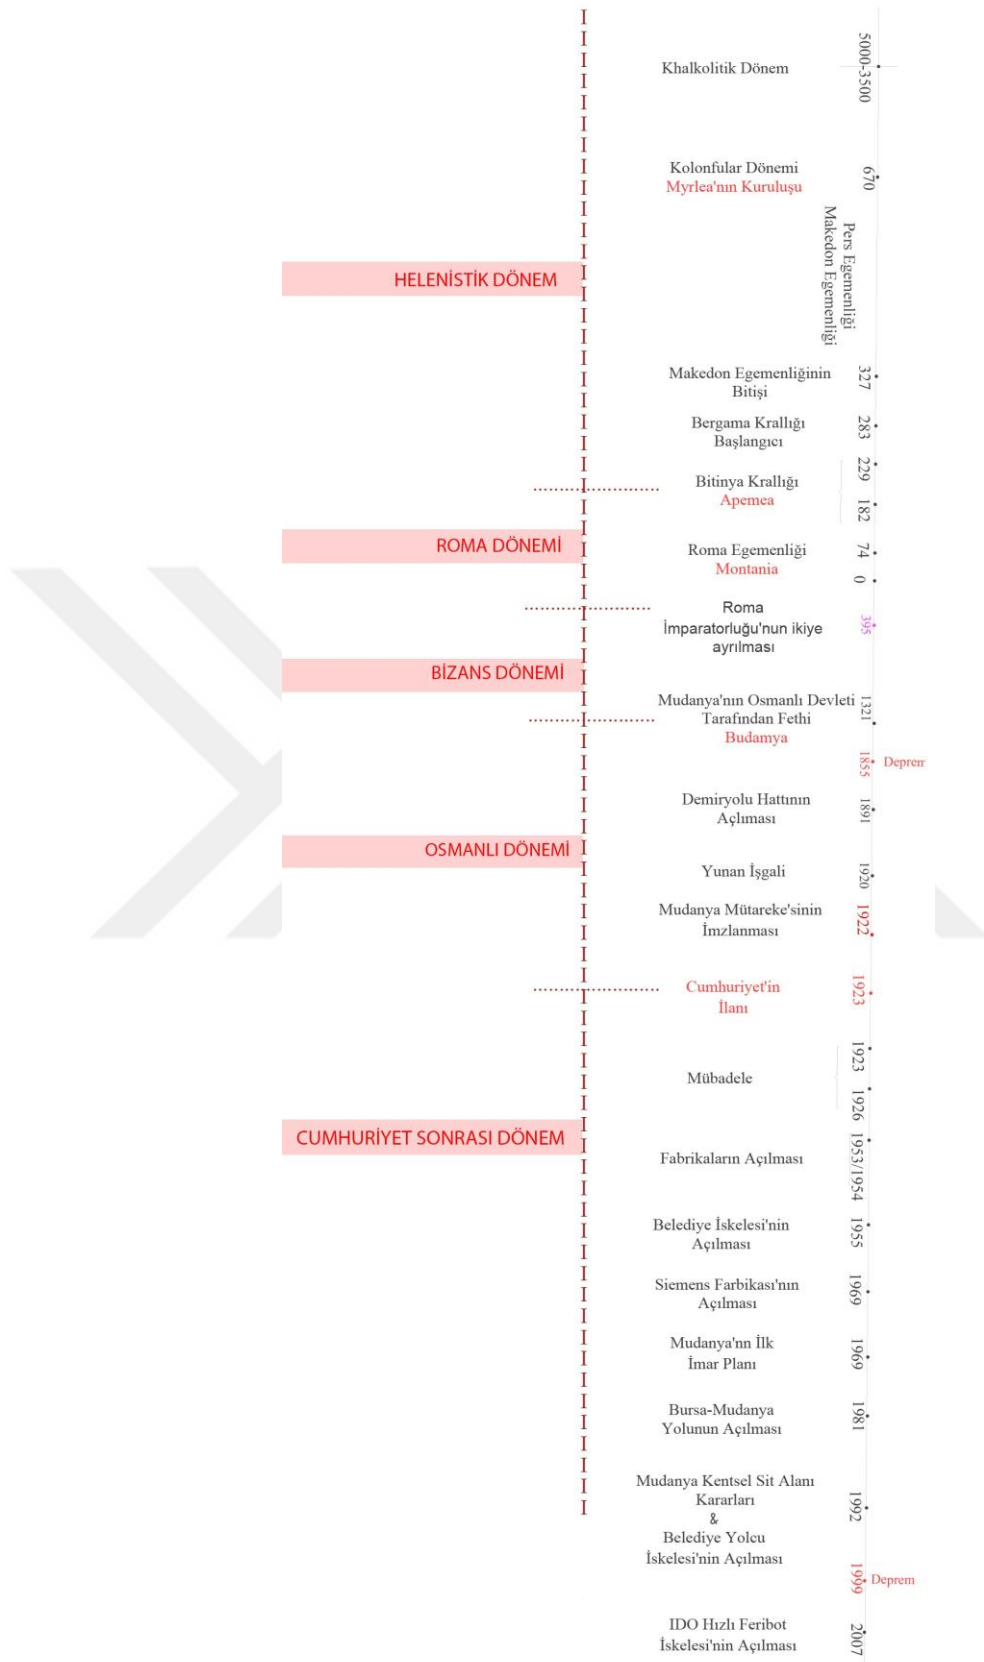 Khalkolitik Dönem
5000-3500
Kolonfular Dönemi
Myrlea'nın Kuruluşu
670
Pers Egemenliği
Makedon Egemenliği
HELENİSTİK DÖNEM
Makedon Egemenliğinin
Bitişi
327
Bergama Krallığı
Başlangıcı
283
229
Bitinya Krallığı
Apemea
182
ROMA DÖNEMİ
Roma Egemenliği
Montania
74
0
Roma
İmparatorluğu'nun ikiye
ayrılması
395
BİZANS DÖNEMİ
Mudanya'nın Osmanlı Devleti
Tarafından Fethi
Budamya
1321
1855
Deprem
Demiryolu Hattının
Açlıması
1891
OSMANLI DÖNEMİ
Yunan İşgali
1920
Mudanya Mütareke'sinin
İmzlanması
1922
Cumhuriyet'in
İlanı
1923
1923
Mübadele
1926
CUMHURİYET SONRASI DÖNEM
Fabrikaların Açılması
1953/1954
Belediye İskelesi'nin
Açılması
1955
Siemens Farbikası'nın
Açılması
1969
Mudanya'nn İlk
İmar Planı
1969
Bursa-Mudanya
Yolunun Açılması
1981
Mudanya Kentsel Sit Alanı
Kararları
&
Belediye Yolcu
İskelesi'nin Açılması
1992
1999
Deprem
IDO Hızlı Feribot
İskelesi'nin Açılması
2007